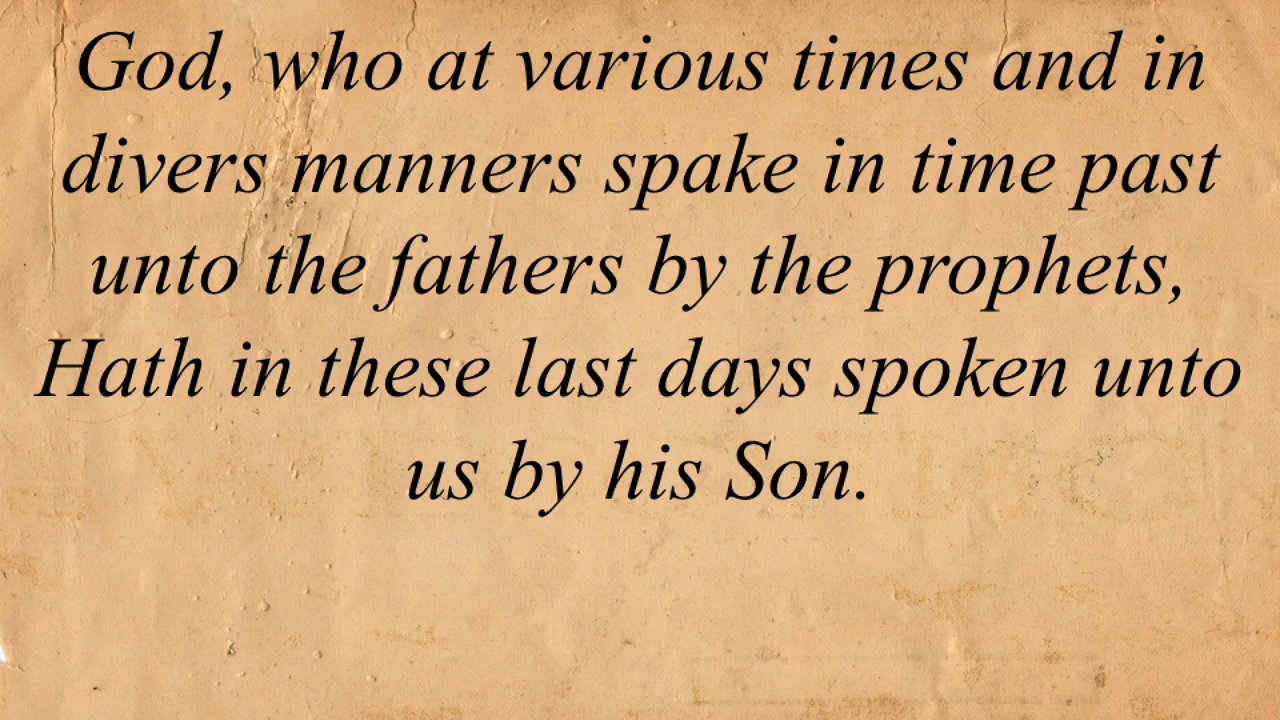 God, who at various times and in
divers manners spake in time past
unto the fathers by the prophets,
Hath in these last days spoken unto
us by his Son.